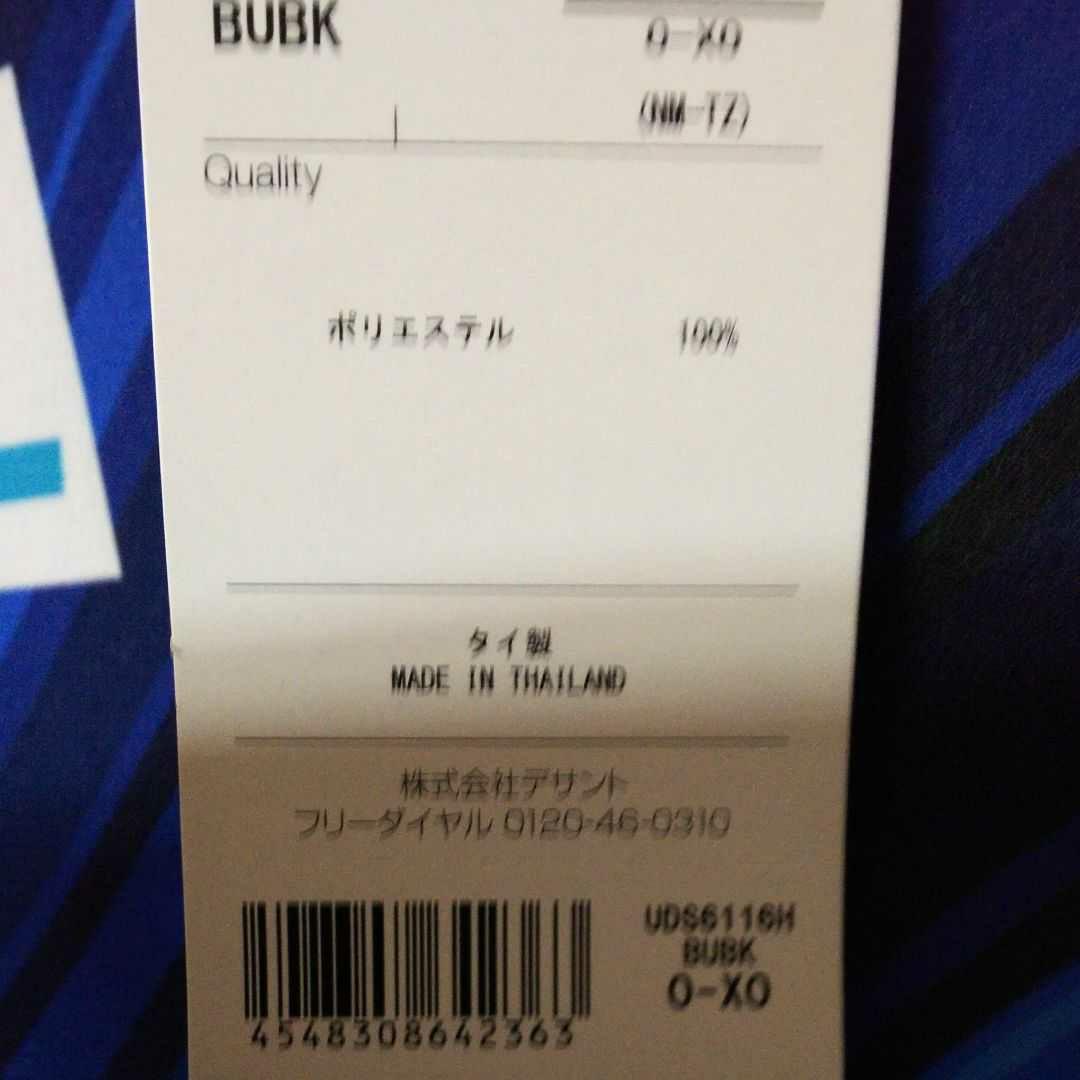 BUBK
O-XO
(NM-TZ)
Quality
ポリエステル 100%
タイ製
MADE IN THAILAND
株式会社デサント
フリーダイヤル 0120-46-0310
4548308642363
UDS6116H
BUBK
O-XO